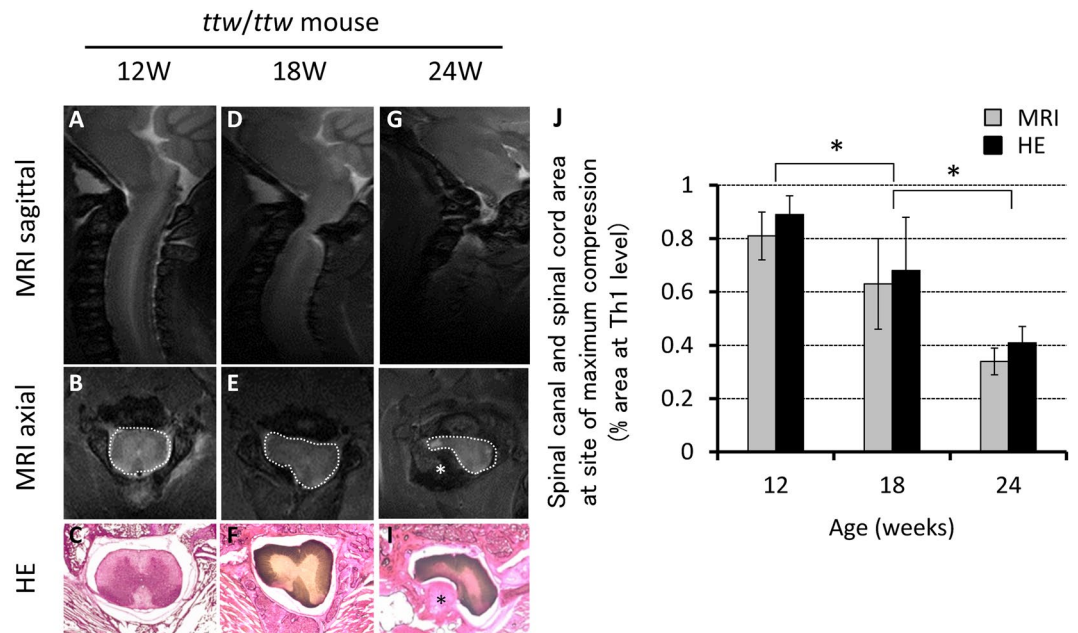 ttw/ttw mouse
12W
18W
24W
MRI sagittal
A
D
G
MRI axial
B
E
*
HE
C
F
I
*
J
MRI
HE
*
*
Spinal canal and spinal cord area
at site of maximum compression
(% area at Th1 level)
1
0.8
0.6
0.4
0.2
0
12
18
24
Age (weeks)